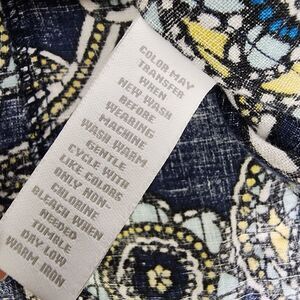 COLOR MAY
TRANSFER
WHEN
NEW WASH
BEFORE
WEARING
MACHINE
WASH WARM
GENTLE
CYCLE WITH
LIKE COLORS
ONLY NON-
CHLORINE
BLEACH WHEN
NEEDED
TUMBLE
DRY LOW
WARM IRON